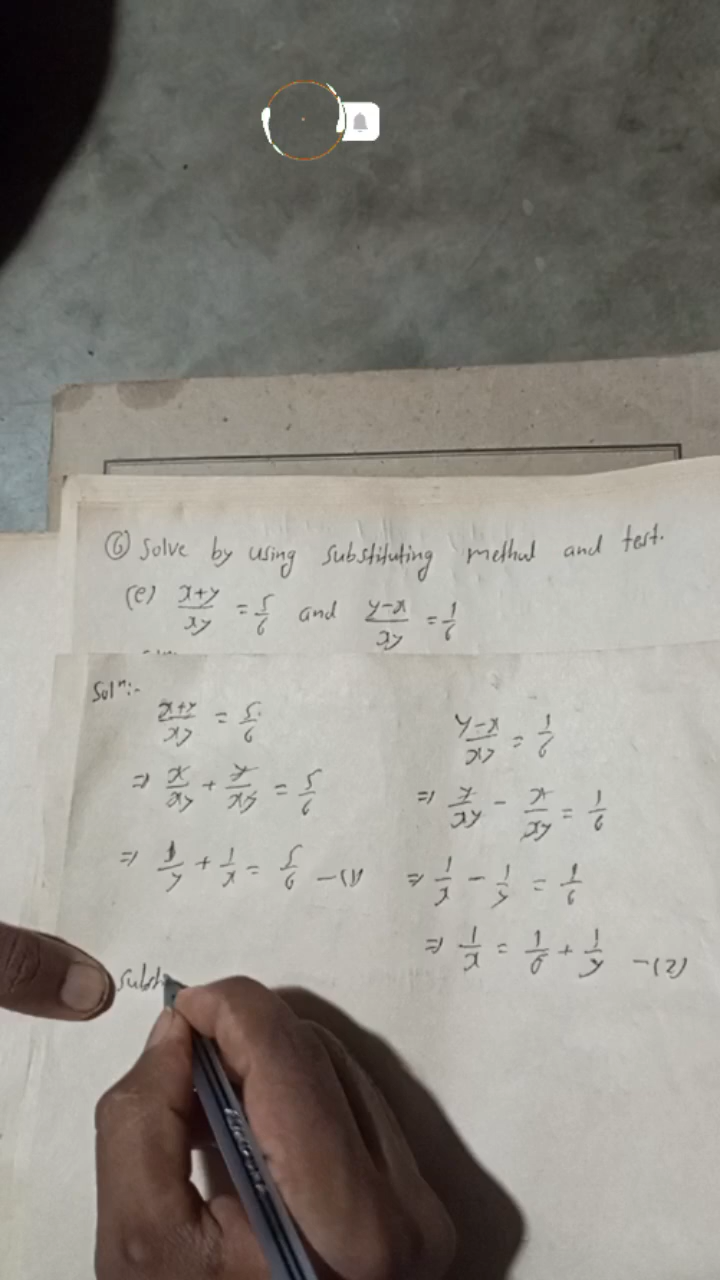 ⑥ Solve by using substituting method and test.
(e) x+y/xy = 5/6 and y-x/xy = 1/6
Solⁿ:-
x+y/xy = 5/6
⇒ x/xy + y/xy = 5/6
⇒ 1/y + 1/x = 5/6 -(1)
y-x/xy = 1/6
⇒ y/xy - x/xy = 1/6
⇒ 1/x - 1/y = 1/6
⇒ 1/x = 1/6 + 1/y -(2)
Subst